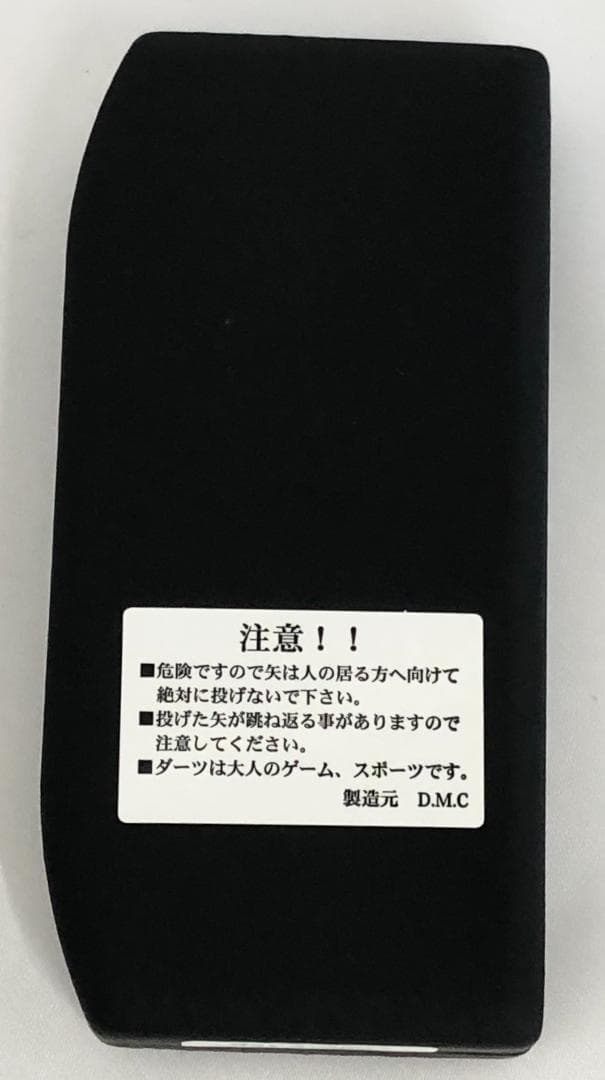 注意！！
■危険ですので矢は人の居る方へ向けて
絶対に投げないで下さい。
■投げた矢が跳ね返る事がありますので
注意してください。
■ダーツは大人のゲーム、スポーツです。
製造元　D.M.C